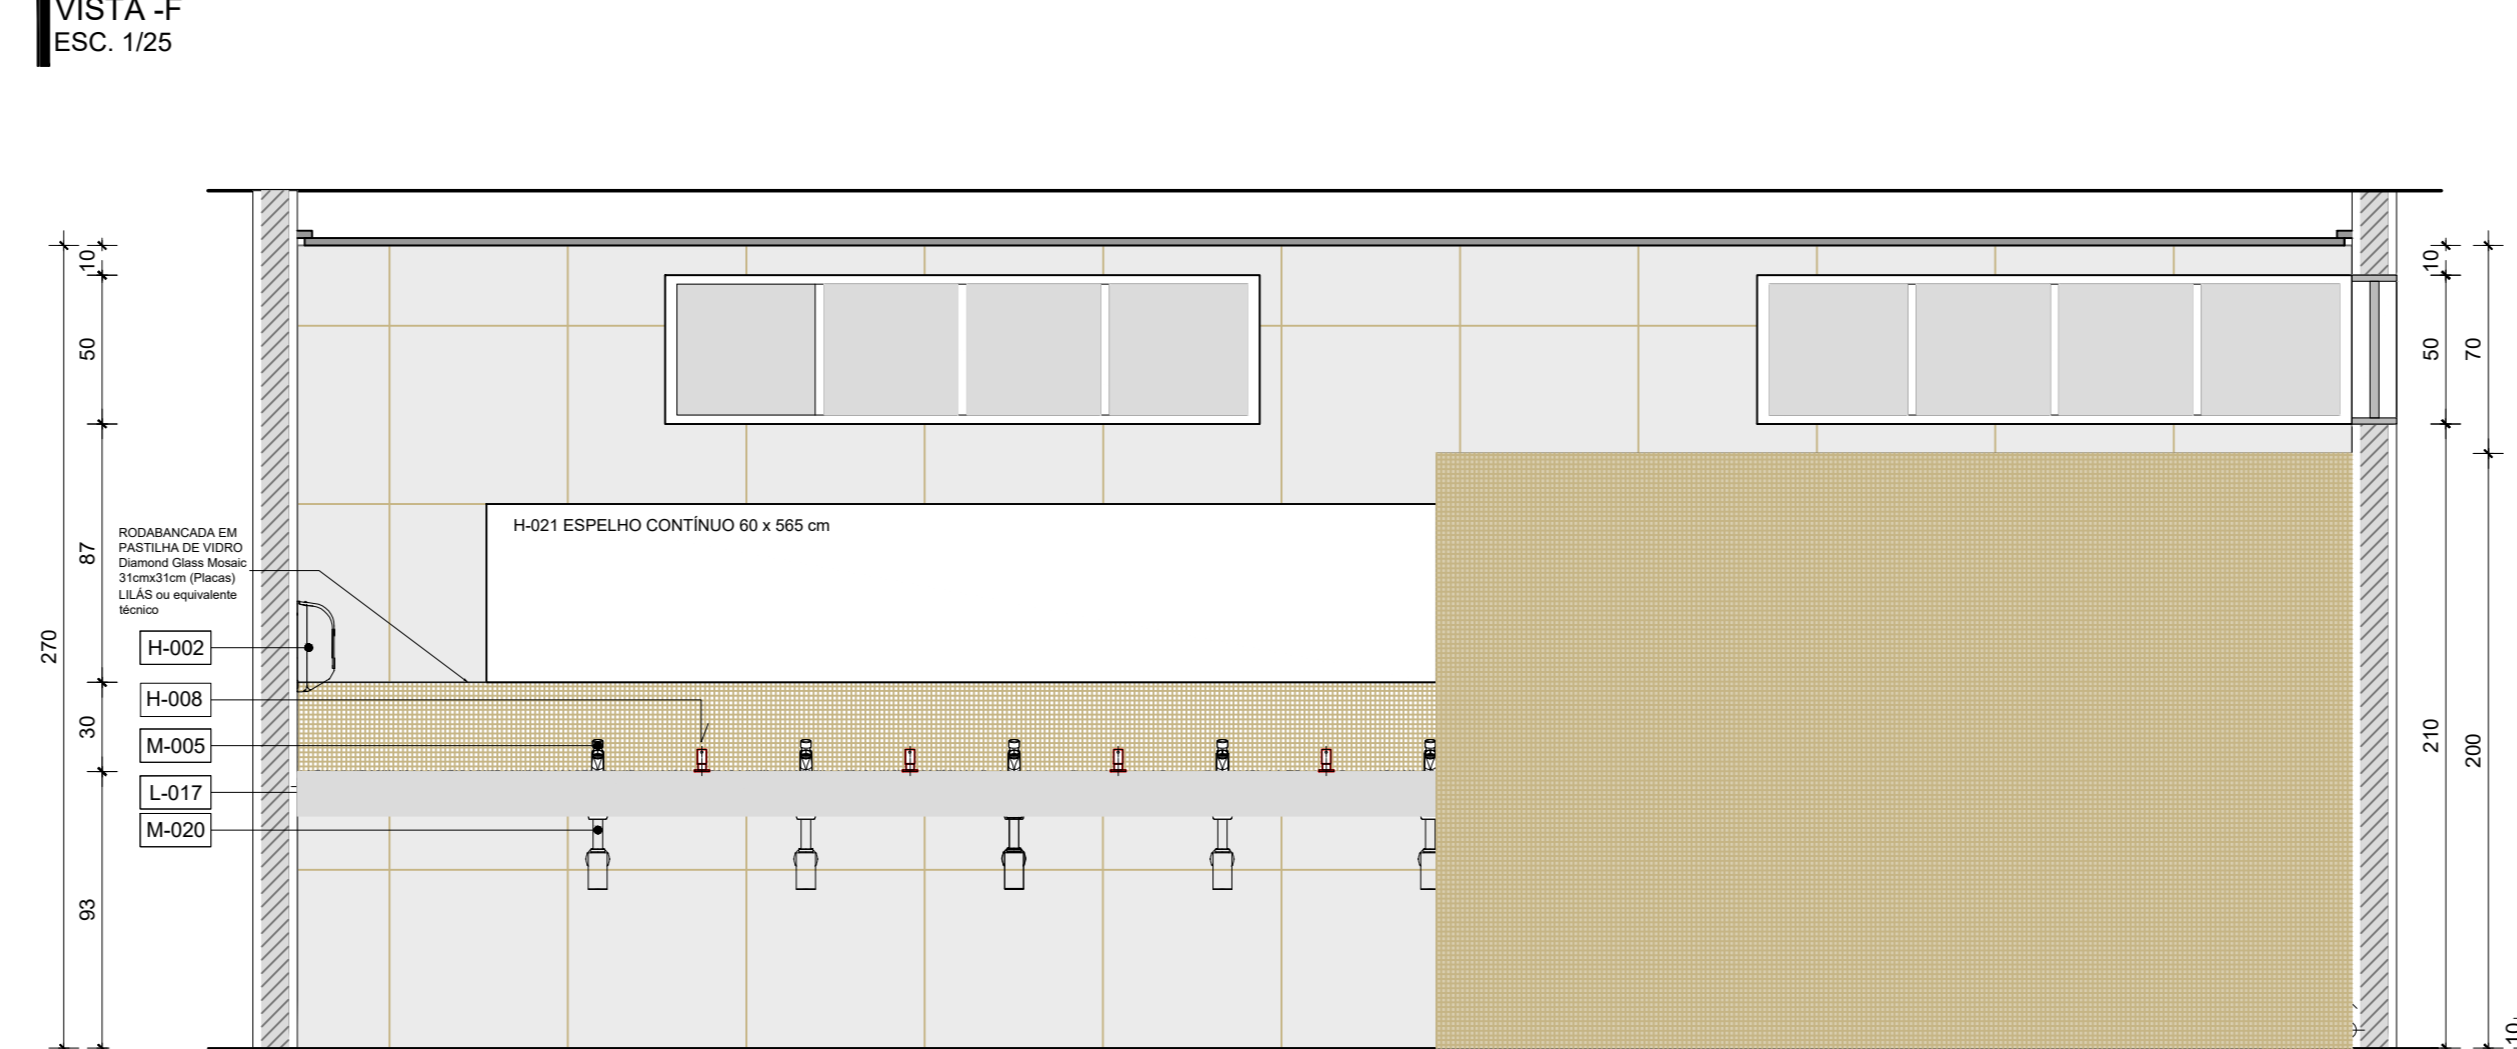 VISTA -F
ESC. 1/25
10
50
87
270
30
93
RODABANCADA EM
PASTILHA DE VIDRO
Diamond Glass Mosaic
31cmx31cm (Placas)
LILÁS ou equivalente
técnico
H-002
H-008
M-005
L-017
M-020
H-021 ESPELHO CONTÍNUO 60 x 565 cm
10
50
70
210
200
10